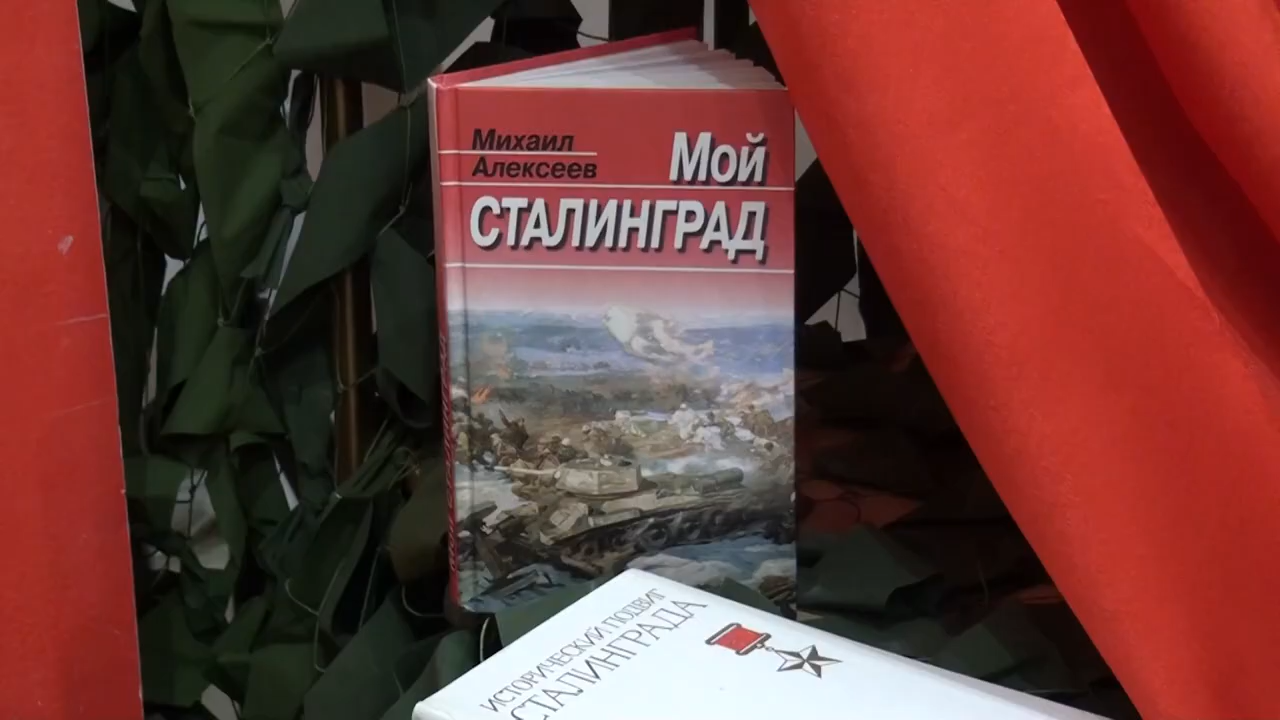 Михаил
Алексеев
Мой
СТАЛИНГРАД
ИСТОРИЧЕСКИЙ ПОДВИГ
СТАЛИНГРАДА